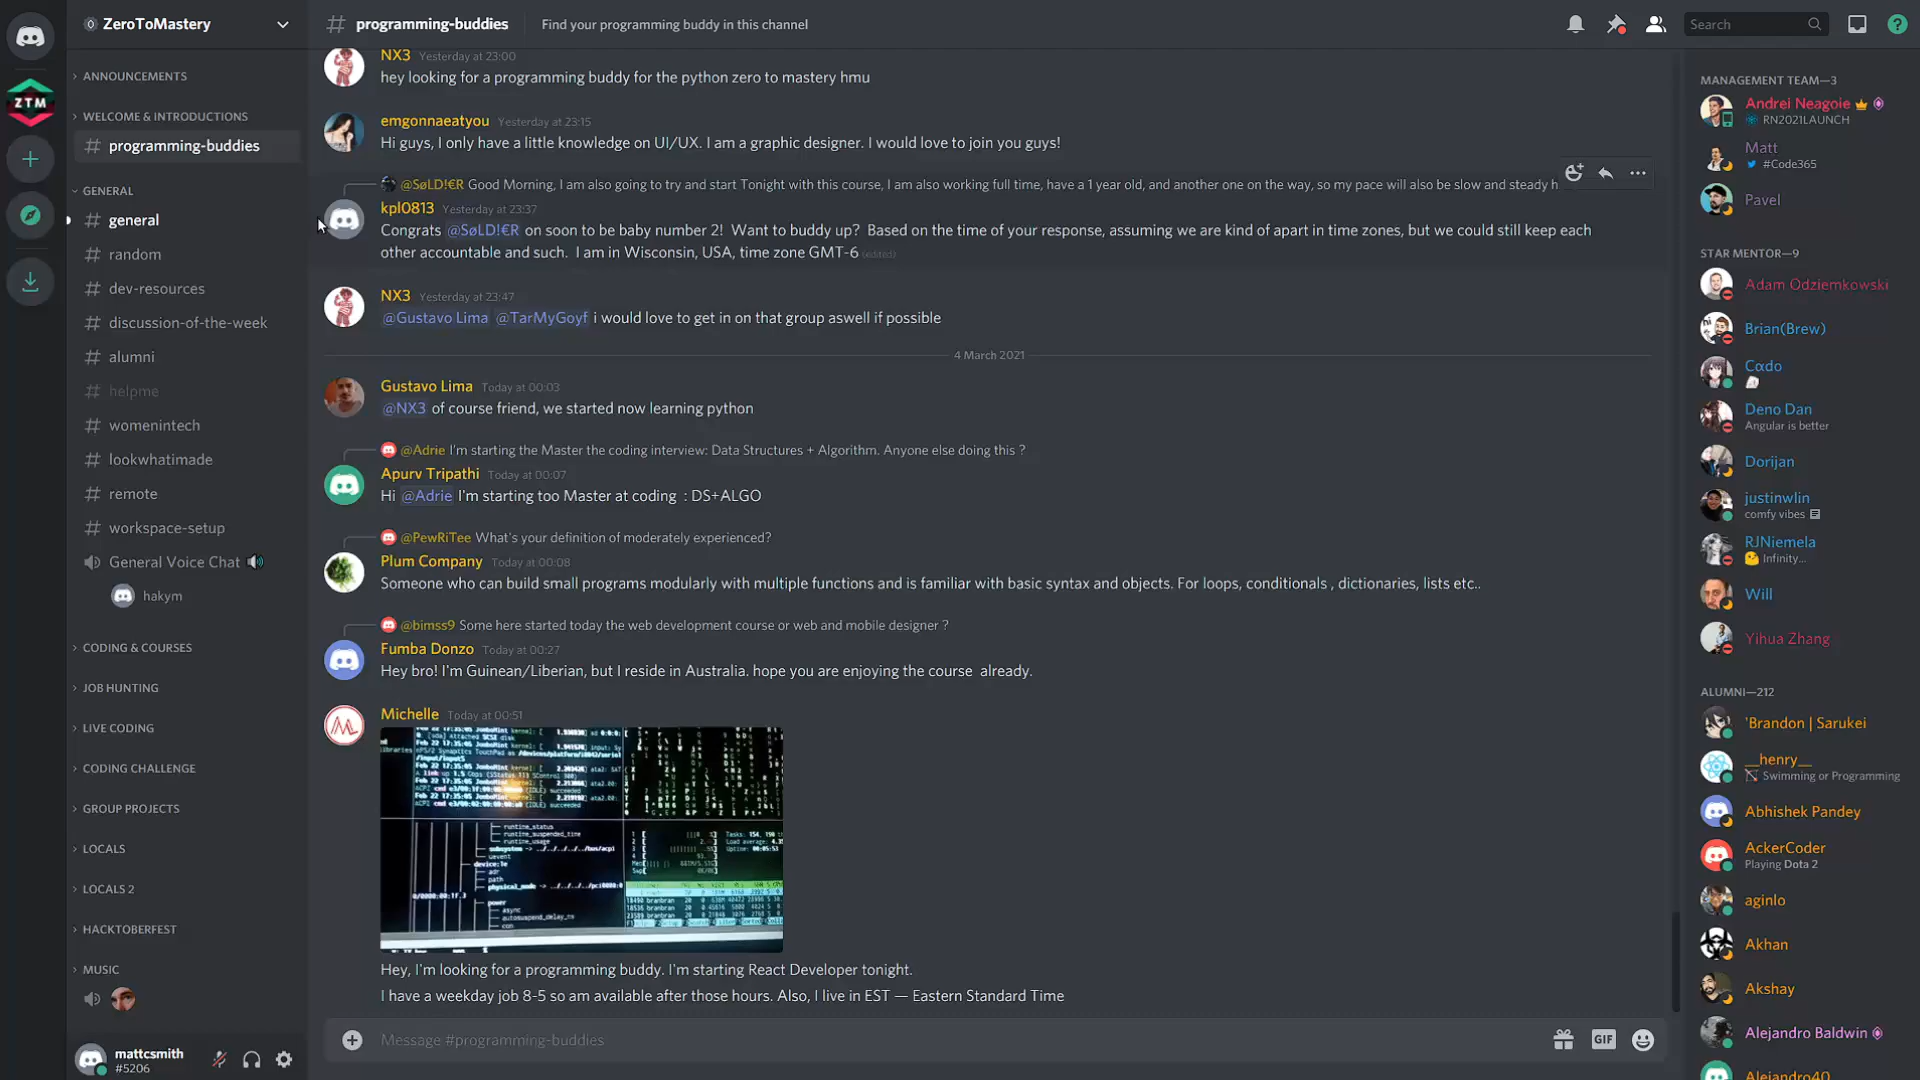 ZeroToMastery
ANNOUNCEMENTS
WELCOME & INTRODUCTIONS
# programming-buddies
GENERAL
# general
# random
# dev-resources
# discussion-of-the-week
# alumni
# helpme
# womenintech
# lookwhatimade
# remote
# workspace-setup
General Voice Chat
hakym
CODING & COURSES
JOB HUNTING
LIVE CODING
CODING CHALLENGE
GROUP PROJECTS
LOCALS
LOCALS 2
HACKTOBERFEST
MUSIC
mattcsmith
#5206
ZTM
# programming-buddies Find your programming buddy in this channel
Search
NX3 Yesterday at 23:00
hey looking for a programming buddy for the python zero to mastery hmu
emgonnaeatyou Yesterday at 23:15
Hi guys, I only have a little knowledge on UI/UX. I am a graphic designer. I would love to join you guys!
@SøLD!€R Good Morning, I am also going to try and start Tonight with this course, I am also working full time, have a 1 year old, and another one on the way, so my pace will also be slow and steady h
kpl0813 Yesterday at 23:37
Congrats @SøLD!€R on soon to be baby number 2! Want to buddy up? Based on the time of your response, assuming we are kind of apart in time zones, but we could still keep each
other accountable and such. I am in Wisconsin, USA, time zone GMT-6 (edited)
NX3 Yesterday at 23:47
@Gustavo Lima @TarMyGoyf i would love to get in on that group aswell if possible
4 March 2021
Gustavo Lima Today at 00:03
@NX3 of course friend, we started now learning python
@Adrie I'm starting the Master the coding interview: Data Structures + Algorithm. Anyone else doing this ?
Apurv Tripathi Today at 00:07
Hi @Adrie I'm starting too Master at coding : DS+ALGO
@PewRiTee What's your definition of moderately experienced?
Plum Company Today at 00:08
Someone who can build small programs modularly with multiple functions and is familiar with basic syntax and objects. For loops, conditionals , dictionaries, lists etc..
@bimss9 Some here started today the web development course or web and mobile designer ?
Fumba Donzo Today at 00:27
Hey bro! I'm Guinean/Liberian, but I reside in Australia. hope you are enjoying the course already.
Michelle Today at 00:51
runtime_status
runtime_suspended_time
runtime_usage
power
async
Hey, I'm looking for a programming buddy. I'm starting React Developer tonight.
I have a weekday job 8-5 so am available after those hours. Also, I live in EST — Eastern Standard Time
Message #programming-buddies
GIF
MANAGEMENT TEAM—3
Andrei Neagoie
RN2021LAUNCH
Matt
#Code365
Pavel
STAR MENTOR—9
Adam Odziemkowski
Brian(Brew)
Cαdo
Deno Dan
Angular is better
Dorijan
justinwlin
comfy vibes
RJNiemela
Infinity...
Will
Yihua Zhang
ALUMNI—212
'Brandon | Sarukei
__henry__
Swimming or Programming
Abhishek Pandey
AckerCoder
Playing Dota 2
aginlo
Akhan
Akshay
Alejandro Baldwin
Alejandro40